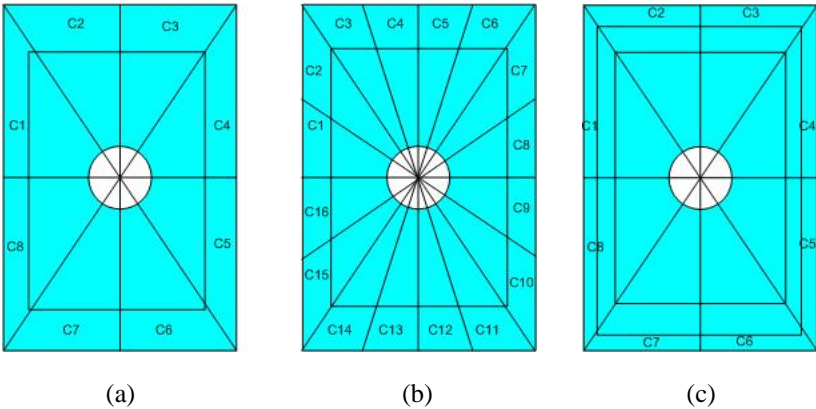 C2 C3
C1 C4
C8 C5
C7 C6
(a)
C3 C4 C5 C6
C2 C7
C1 C8
C16 C9
C15 C10
C14 C13 C12 C11
(b)
C2 C3
C1 C4
C8 C5
C7 C6
(c)